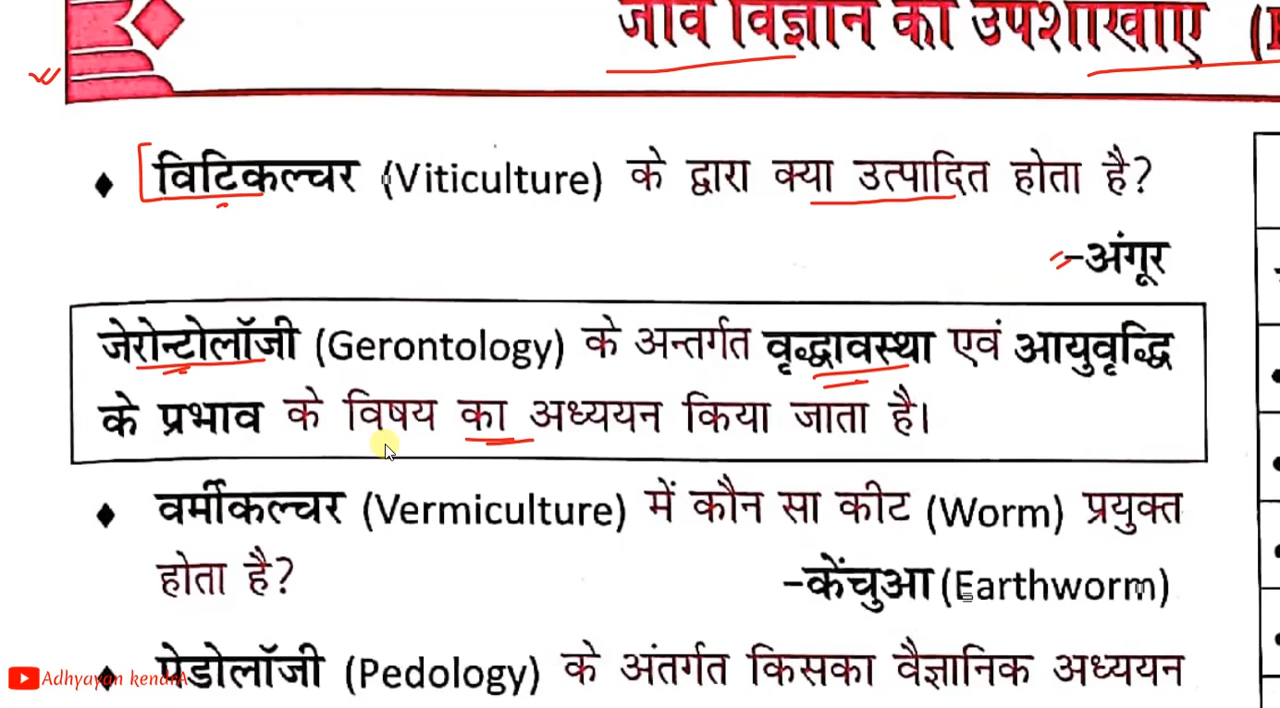 जीव विज्ञान की उपशाखाएं (
♦ विटिकल्चर (Viticulture) के द्वारा क्या उत्पादित होता है?
-अंगूर
जेरोन्टोलॉजी (Gerontology) के अन्तर्गत वृद्धावस्था एवं आयुवृद्धि
के प्रभाव के विषय का अध्ययन किया जाता है।
♦ वर्मीकल्चर (Vermiculture) में कौन सा कीट (Worm) प्रयुक्त
होता है?
-केंचुआ (Earthworm)
♦ पेडोलॉजी (Pedology) के अंतर्गत किसका वैज्ञानिक अध्ययन
Adhyayan kendrA